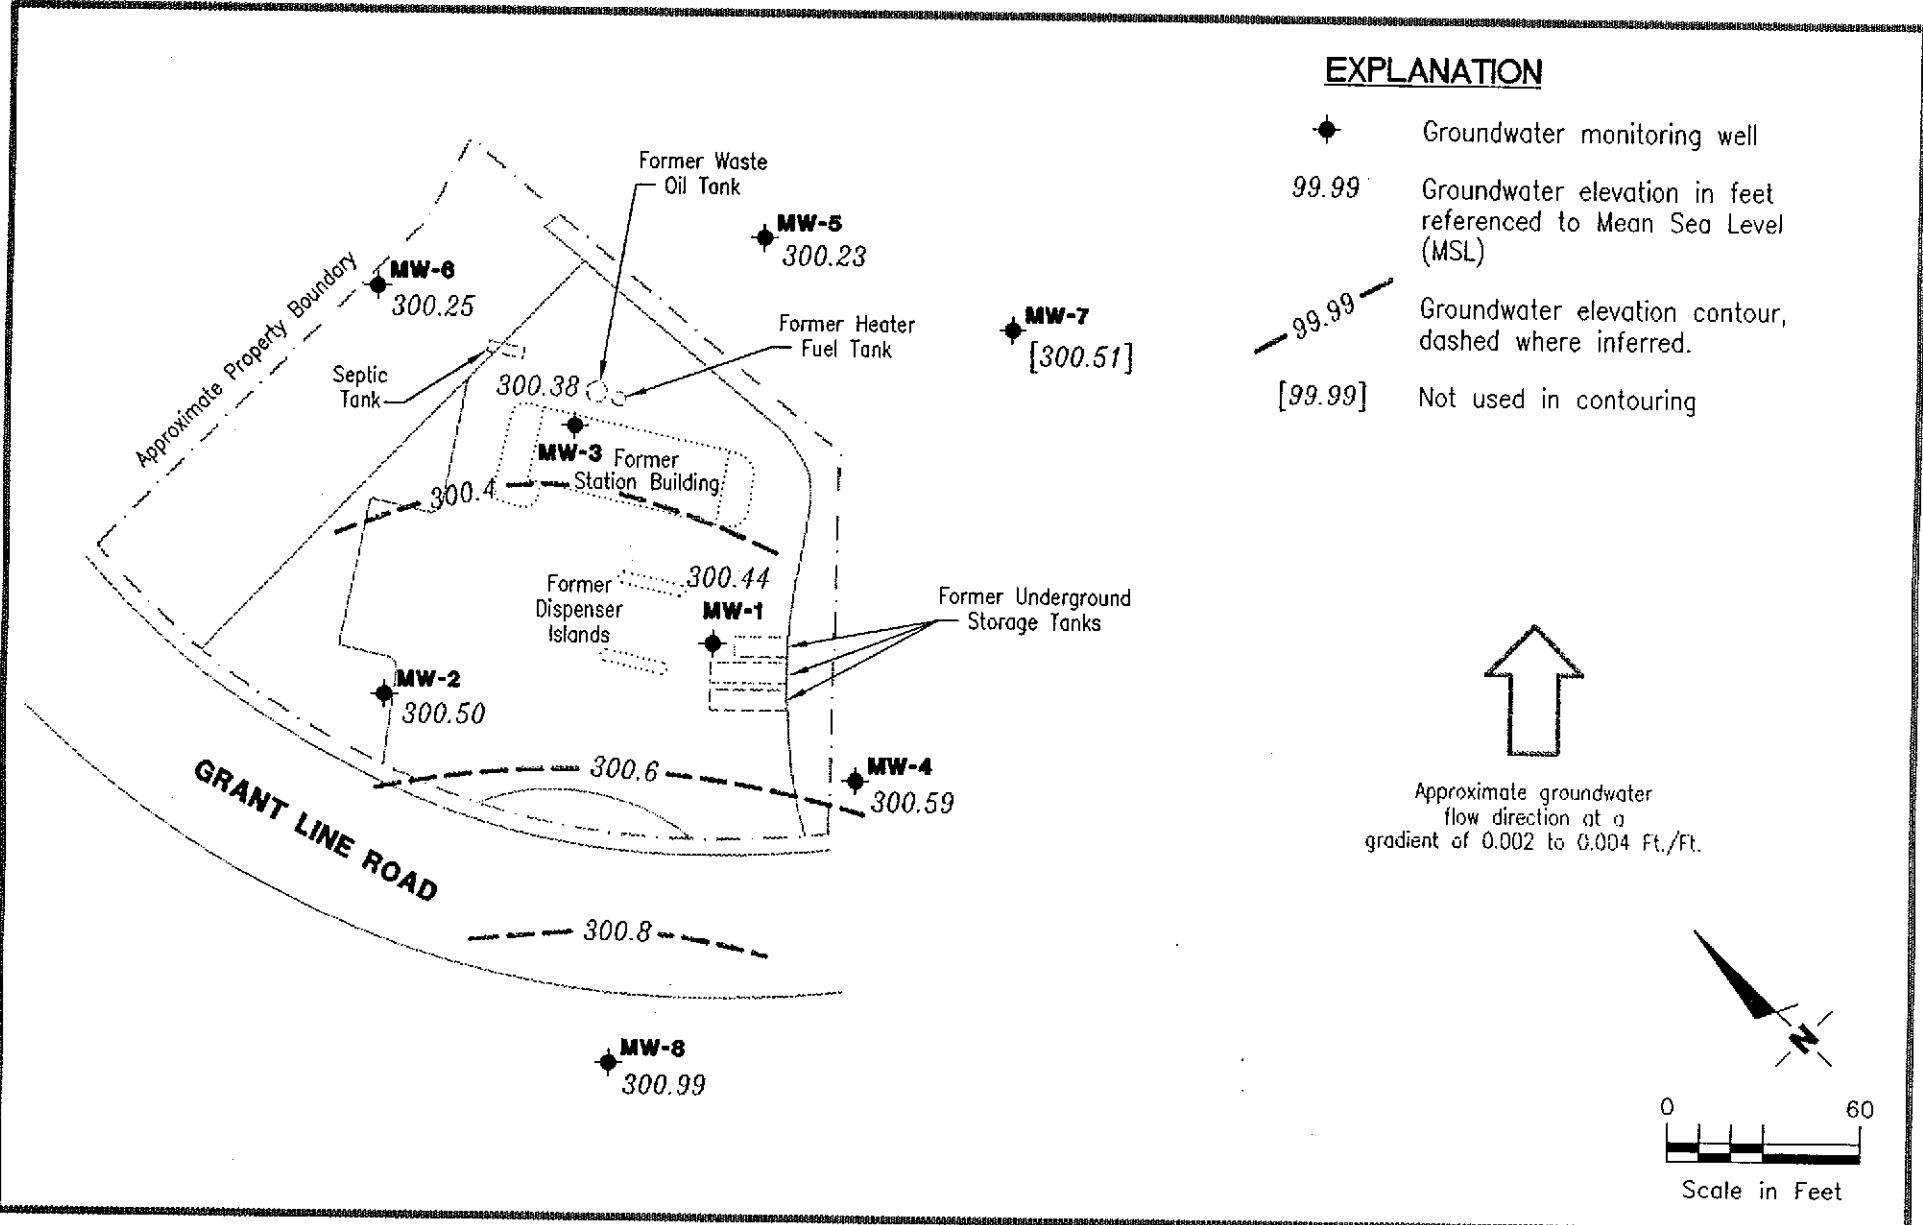 EXPLANATION
Groundwater monitoring well
99.99
Groundwater elevation in feet
referenced to Mean Sea Level
(MSL)
99.99
Groundwater elevation contour,
dashed where inferred.
[99.99]
Not used in contouring
Former Waste
Oil Tank
MW-5
300.23
MW-6
300.25
Approximate Property Boundary
MW-7
[300.51]
Former Heater
Fuel Tank
Septic
Tank
300.38
MW-3
Former
Station Building
300.4
300.44
MW-1
Former
Dispenser
Islands
Former Underground
Storage Tanks
MW-2
300.50
300.6
MW-4
300.59
GRANT LINE ROAD
300.8
MW-8
300.99
Approximate groundwater
flow direction at a
gradient of 0.002 to 0.004 Ft./Ft.
N
0 60
Scale in Feet